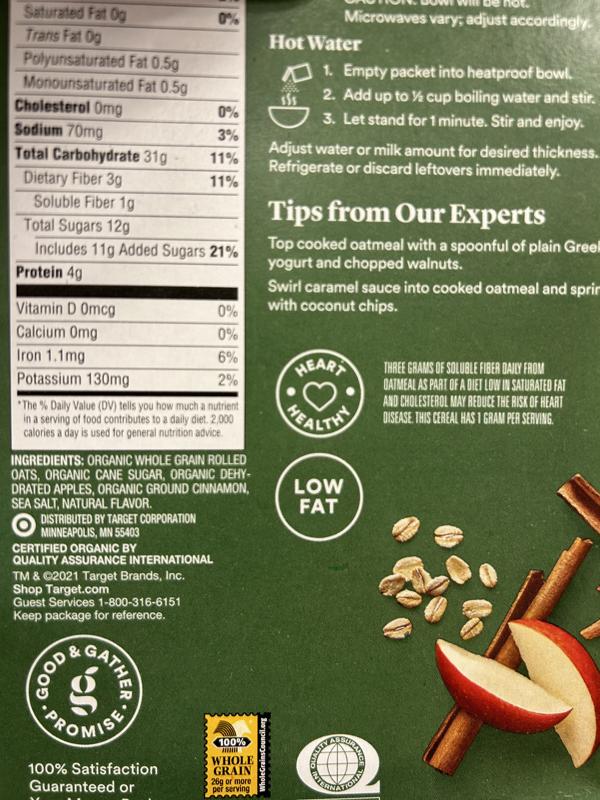 Saturated Fat 0g 0%
Trans Fat 0g
Polyunsaturated Fat 0.5g
Monounsaturated Fat 0.5g
Cholesterol 0mg 0%
Sodium 70mg 3%
Total Carbohydrate 31g 11%
Dietary Fiber 3g 11%
Soluble Fiber 1g
Total Sugars 12g
Includes 11g Added Sugars 21%
Protein 4g
Vitamin D 0mcg 0%
Calcium 0mg 0%
Iron 1.1mg 6%
Potassium 130mg 2%
*The % Daily Value (DV) tells you how much a nutrient
in a serving of food contributes to a daily diet. 2,000
calories a day is used for general nutrition advice.
INGREDIENTS: ORGANIC WHOLE GRAIN ROLLED
OATS, ORGANIC CANE SUGAR, ORGANIC DEHY-
DRATED APPLES, ORGANIC GROUND CINNAMON,
SEA SALT, NATURAL FLAVOR.
DISTRIBUTED BY TARGET CORPORATION
MINNEAPOLIS, MN 55403
CERTIFIED ORGANIC BY
QUALITY ASSURANCE INTERNATIONAL
TM & ©2021 Target Brands, Inc.
Shop Target.com
Guest Services 1-800-316-6151
Keep package for reference.
GOOD & GATHER
g
PROMISE
100% Satisfaction
Guaranteed or
CAUTION: Bowl will be hot.
Microwaves vary; adjust accordingly.
Hot Water
1. Empty packet into heatproof bowl.
2. Add up to ½ cup boiling water and stir.
3. Let stand for 1 minute. Stir and enjoy.
Adjust water or milk amount for desired thickness.
Refrigerate or discard leftovers immediately.
Tips from Our Experts
Top cooked oatmeal with a spoonful of plain Greek
yogurt and chopped walnuts.
Swirl caramel sauce into cooked oatmeal and sprin
with coconut chips.
HEART
HEALTHY
THREE GRAMS OF SOLUBLE FIBER DAILY FROM
OATMEAL AS PART OF A DIET LOW IN SATURATED FAT
AND CHOLESTEROL MAY REDUCE THE RISK OF HEART
DISEASE. THIS CEREAL HAS 1 GRAM PER SERVING.
LOW
FAT
100%
WHOLE
GRAIN
26g or more
per serving
WholeGrainsCouncil.org
QUALITY ASSURANCE
INTERNATIONAL